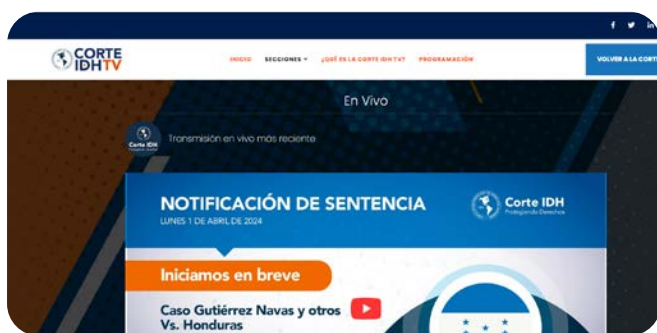 CORTE
IDHTV
INICIO SECCIONES ¿QUÉ ES LA CORTE IDH TV? PROGRAMACIÓN
VOLVER A LA CORTE
En Vivo
Corte IDH
Transmisión en vivo más reciente
NOTIFICACIÓN DE SENTENCIA
LUNES 1 DE ABRIL DE 2024
Corte IDH
Protegiendo Derechos
Iniciamos en breve
Caso Gutiérrez Navas y otros
Vs. Honduras